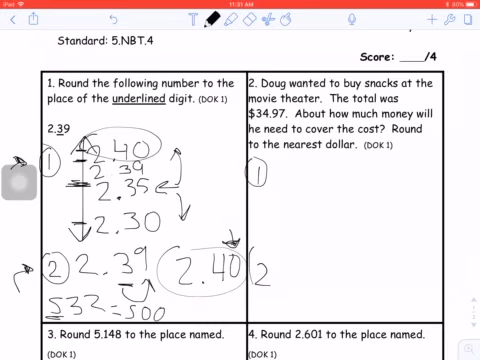 iPad
11:31 AM
60%
Standard: 5.NBT.4
Score: ____/4
1. Round the following number to the
place of the underlined digit. (DOK 1)
2.39
1
2.40
2.39
2.35
2.30
2 2.39 2.40
532=500
2. Doug wanted to buy snacks at the
movie theater. The total was
$34.97. About how much money will
he need to cover the cost? Round
to the nearest dollar. (DOK 1)
1
2
3. Round 5.148 to the place named.
(DOK 1)
4. Round 2.601 to the place named.
(DOK 1)